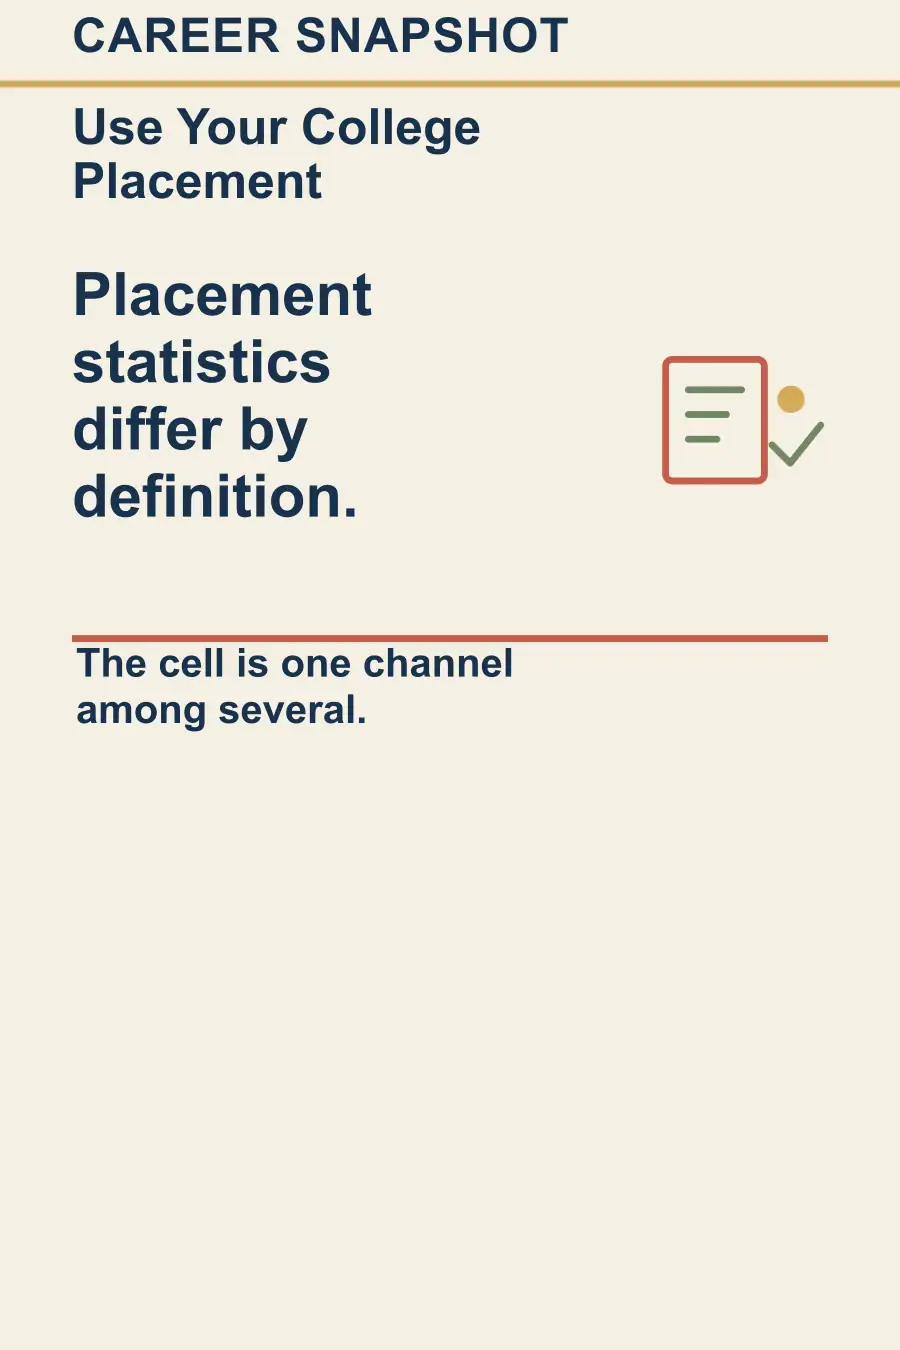 CAREER SNAPSHOT
Use Your College
Placement
Placement
statistics
differ by
definition.
The cell is one channel
among several.